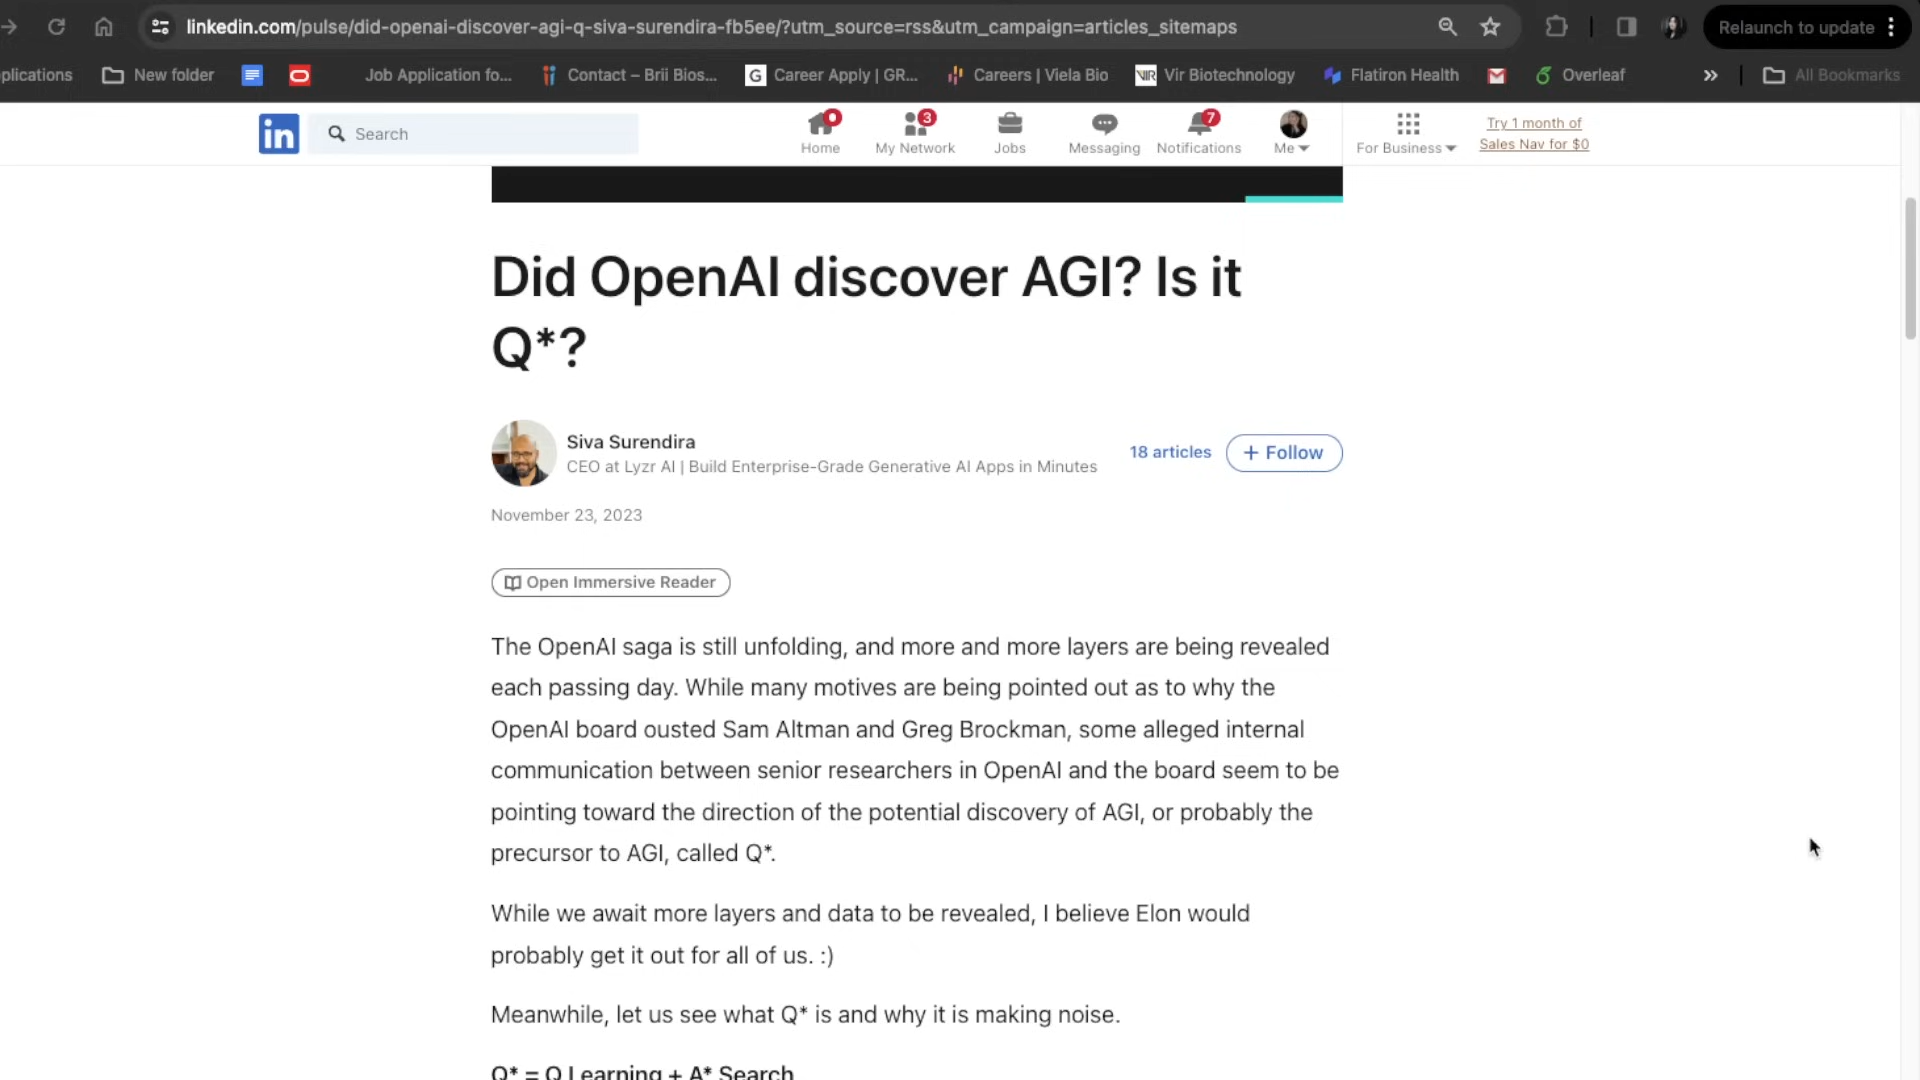 linkedin.com/pulse/did-openai-discover-agi-q-siva-surendira-fb5ee/?utm_source=rss&utm_campaign=articles_sitemaps
Relaunch to update
plications
New folder
Job Application fo...
Contact – Brii Bios...
G
Career Apply | GR...
Careers | Viela Bio
VIR
Vir Biotechnology
Flatiron Health
Overleaf
All Bookmarks
in
Search
Home
3
My Network
Jobs
Messaging
7
Notifications
Me
For Business
Try 1 month of
Sales Nav for $0
Did OpenAI discover AGI? Is it
Q*?
Siva Surendira
CEO at Lyzr AI | Build Enterprise-Grade Generative AI Apps in Minutes
18 articles
+ Follow
November 23, 2023
Open Immersive Reader
The OpenAI saga is still unfolding, and more and more layers are being revealed
each passing day. While many motives are being pointed out as to why the
OpenAI board ousted Sam Altman and Greg Brockman, some alleged internal
communication between senior researchers in OpenAI and the board seem to be
pointing toward the direction of the potential discovery of AGI, or probably the
precursor to AGI, called Q*.
While we await more layers and data to be revealed, I believe Elon would
probably get it out for all of us. :)
Meanwhile, let us see what Q* is and why it is making noise.
Q* = Q Learning + A* Search